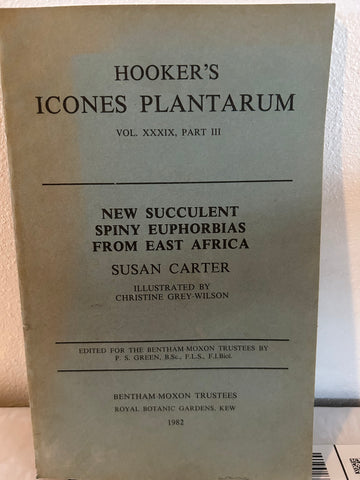 HOOKER'S
ICONES PLANTARUM
VOL. XXXIX, PART III
NEW SUCCULENT
SPINY EUPHORBIAS
FROM EAST AFRICA
SUSAN CARTER
ILLUSTRATED BY
CHRISTINE GREY-WILSON
EDITED FOR THE BENTHAM-MOXON TRUSTEES BY
P. S. GREEN, B.Sc., F.L.S., F.I.Biol.
BENTHAM-MOXON TRUSTEES
ROYAL BOTANIC GARDENS, KEW
1982